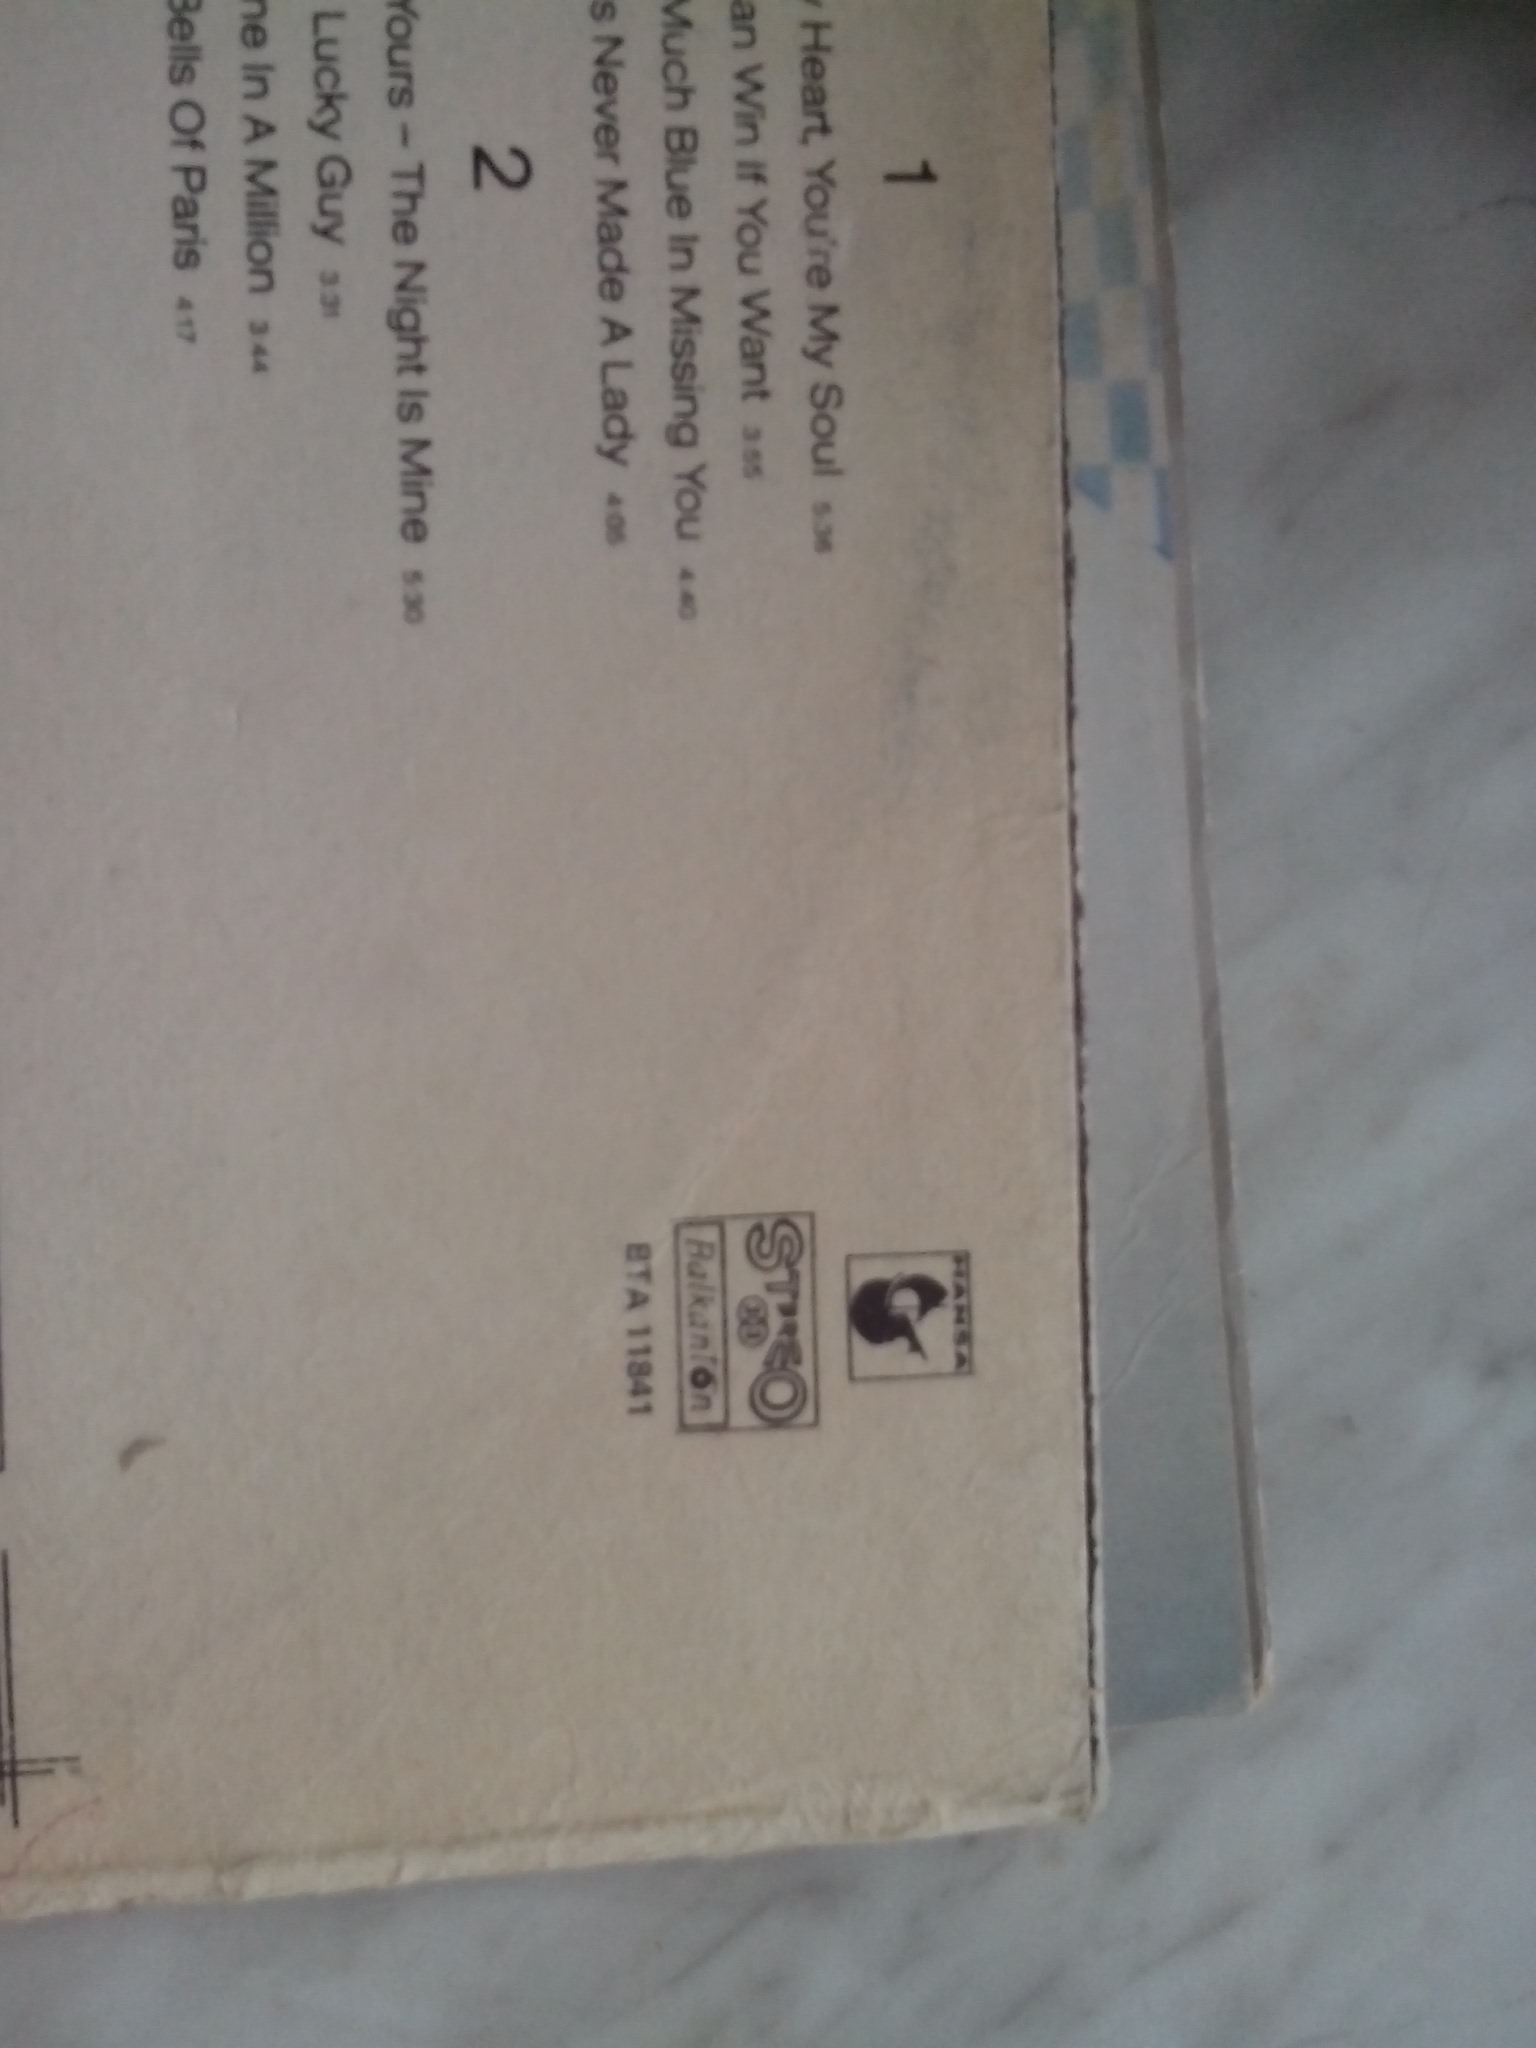 1
Heart, You're My Soul 5:36
an Win If You Want 3:55
Much Blue In Missing You 4:40
s Never Made A Lady 4:05
2
Yours – The Night Is Mine 5:30
Lucky Guy 3:31
ne In A Million 3:44
Bells Of Paris 4:17
HANSA
STEREO
Balkantón
BTA 11841